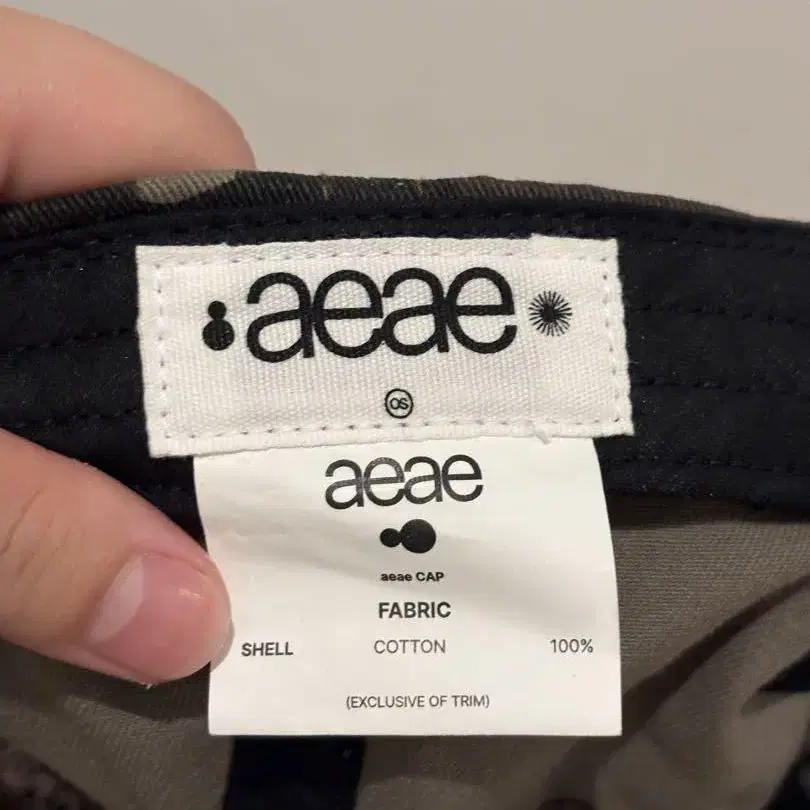 aeae
OS
aeae
aeae CAP
FABRIC
SHELL COTTON 100%
(EXCLUSIVE OF TRIM)